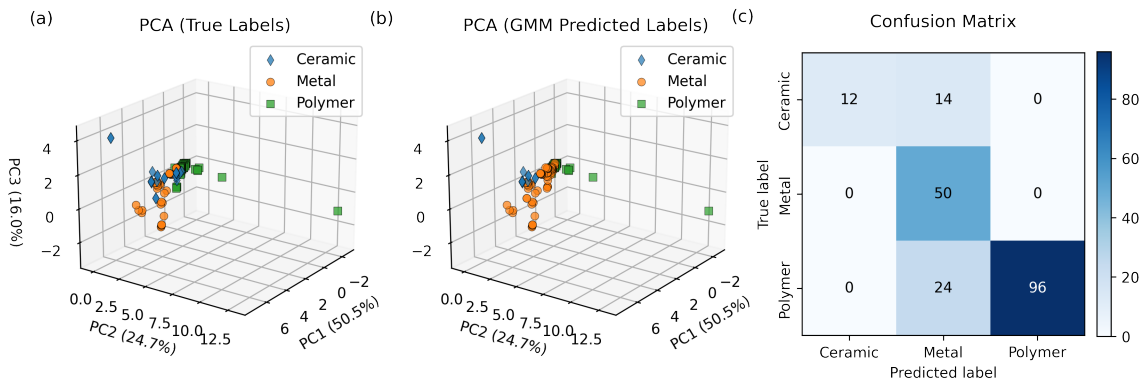 (a)
PCA (True Labels)
Ceramic
Metal
Polymer
4
2
0
−2
PC3 (16.0%)
0.0
2.5
5.0
7.5
10.0
12.5
PC2 (24.7%)
6
4
2
0
−2
PC1 (50.5%)
(b)
PCA (GMM Predicted Labels)
Ceramic
Metal
Polymer
4
2
0
−2
0.0
2.5
5.0
7.5
10.0
12.5
PC2 (24.7%)
6
4
2
0
−2
PC1 (50.5%)
(c)
Confusion Matrix
True label
Ceramic
12 14 0
Metal
0 50 0
Polymer
0 24 96
Ceramic Metal Polymer
Predicted label
80
60
40
20
0